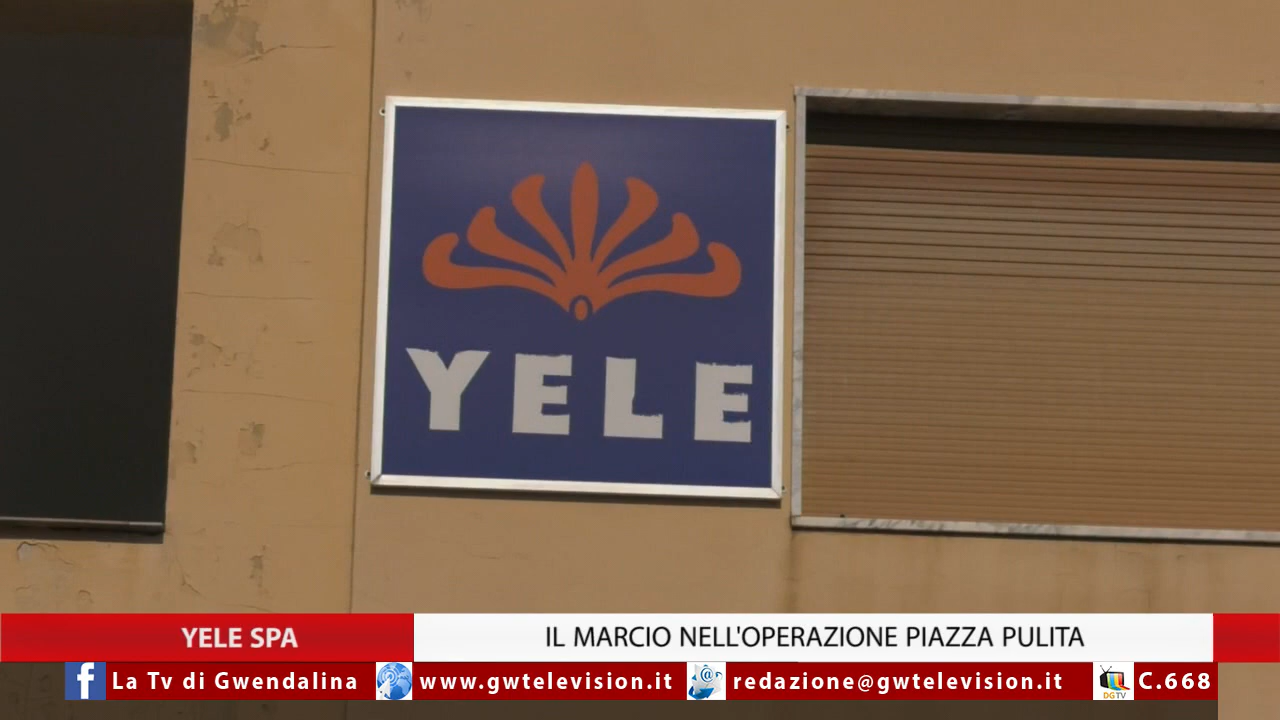 YELE
YELE SPA
IL MARCIO NELL'OPERAZIONE PIAZZA PULITA
La Tv di Gwendalina
www.gwtelevision.it
redazione@gwtelevision.it
DGTV
C.668